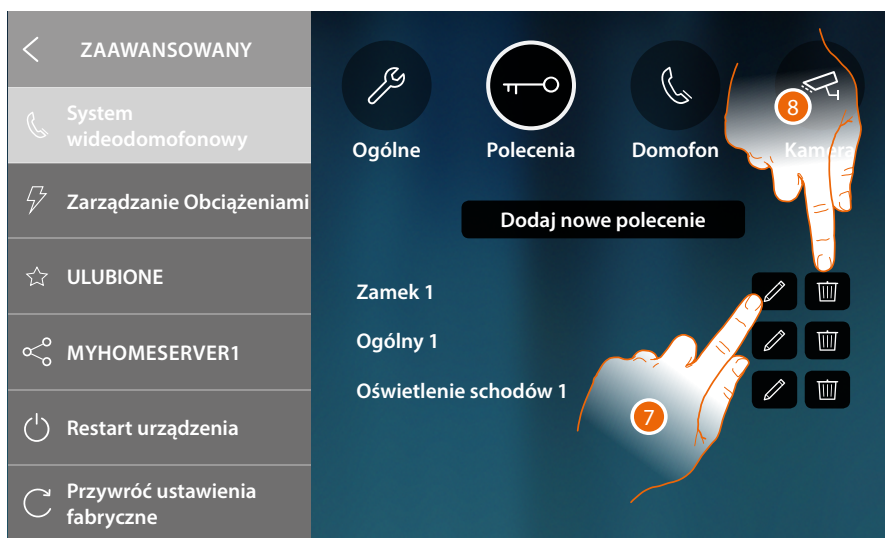 ZAAWANSOWANY
System
wideodomofonowy
Zarządzanie Obciążeniami
ULUBIONE
MYHOMESERVER1
Restart urządzenia
Przywróć ustawienia
fabryczne
Ogólne
Polecenia
Domofon
Kamera
8
Dodaj nowe polecenie
Zamek 1
Ogólny 1
Oświetlenie schodów 1
7